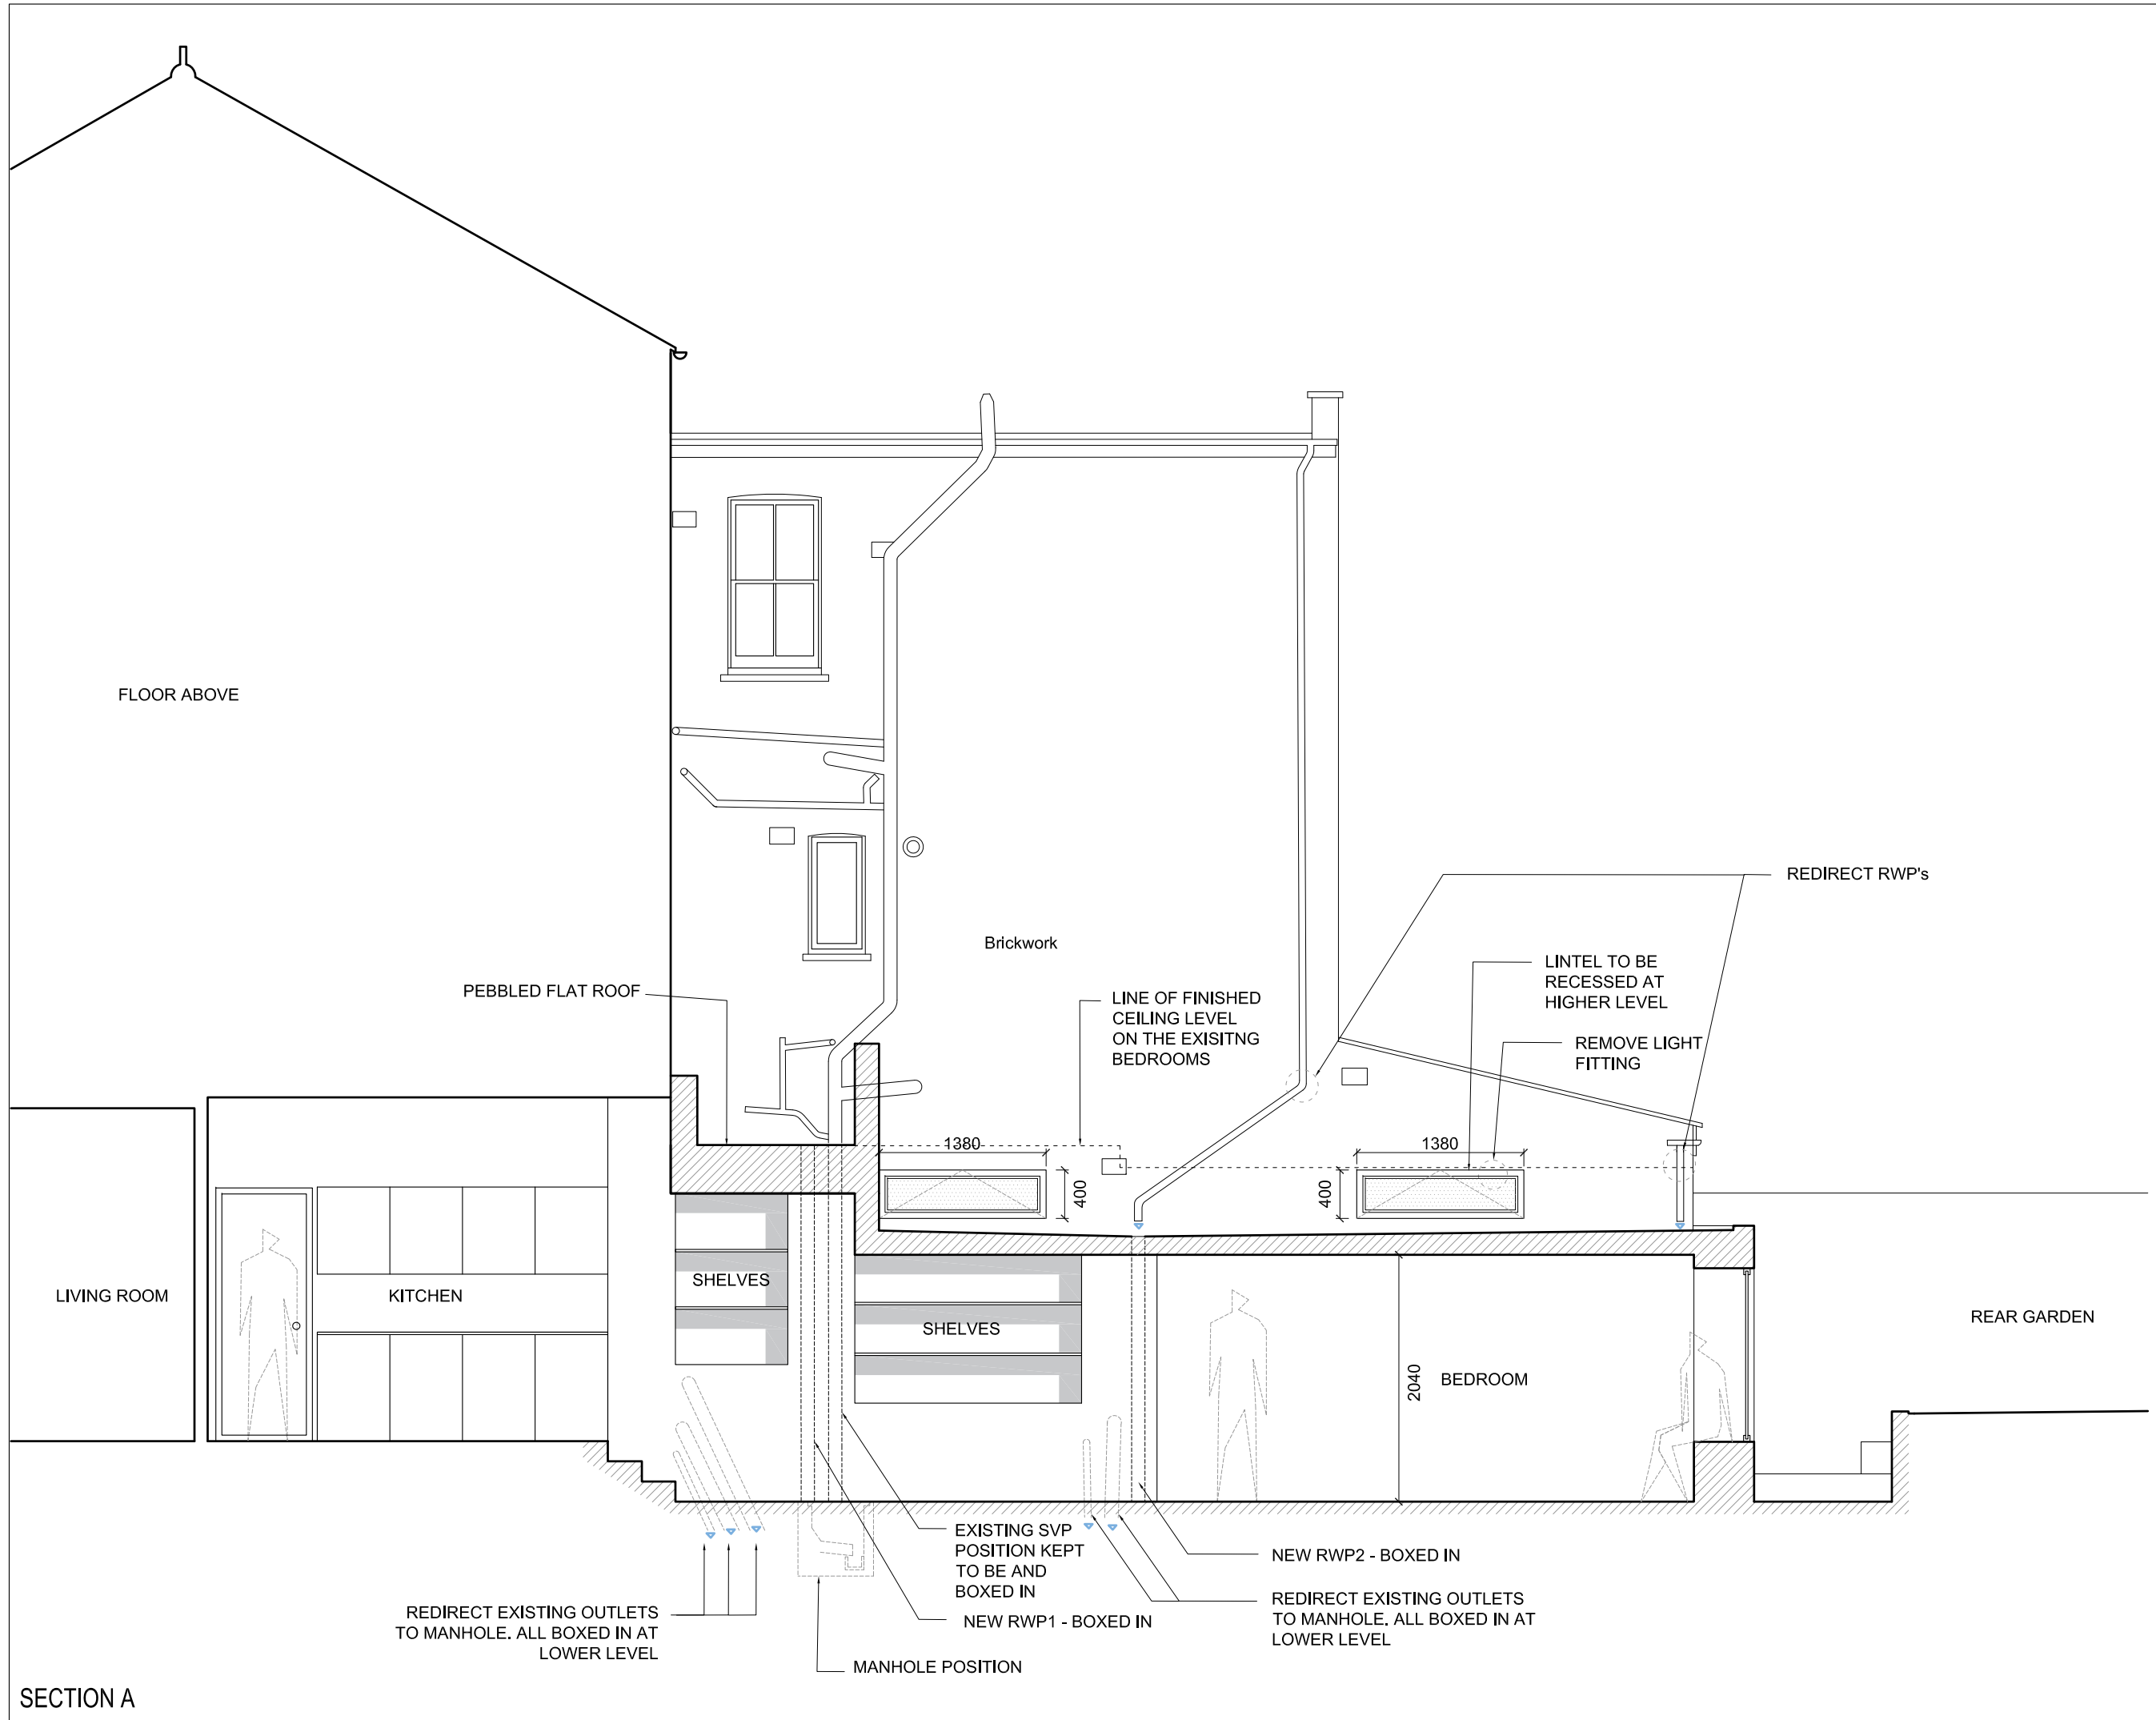 FLOOR ABOVE
Brickwork
REDIRECT RWP's
PEBBLED FLAT ROOF
LINE OF FINISHED
CEILING LEVEL
ON THE EXISITNG
BEDROOMS
LINTEL TO BE
RECESSED AT
HIGHER LEVEL
REMOVE LIGHT
FITTING
1380
400
1380
400
LIVING ROOM
KITCHEN
SHELVES
SHELVES
2040
BEDROOM
REAR GARDEN
EXISTING SVP
POSITION KEPT
TO BE AND
BOXED IN
NEW RWP1 - BOXED IN
NEW RWP2 - BOXED IN
REDIRECT EXISTING OUTLETS
TO MANHOLE. ALL BOXED IN AT
LOWER LEVEL
REDIRECT EXISTING OUTLETS
TO MANHOLE. ALL BOXED IN AT
LOWER LEVEL
MANHOLE POSITION
SECTION A